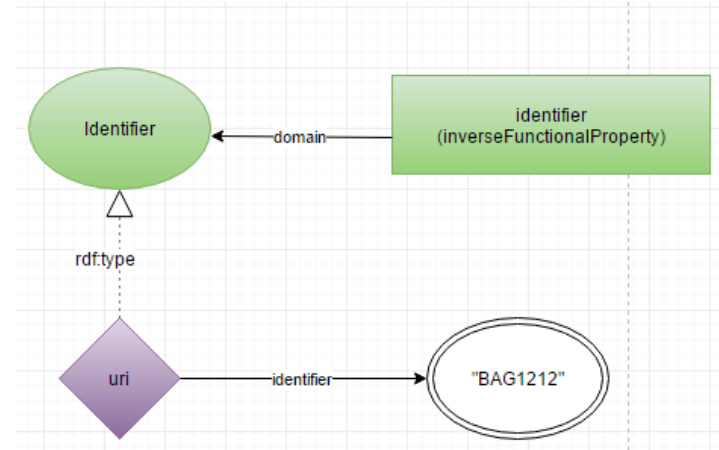 Identifier
identifier
(inverseFunctionalProperty)
domain
rdf:type
uri
identifier
"BAG1212"